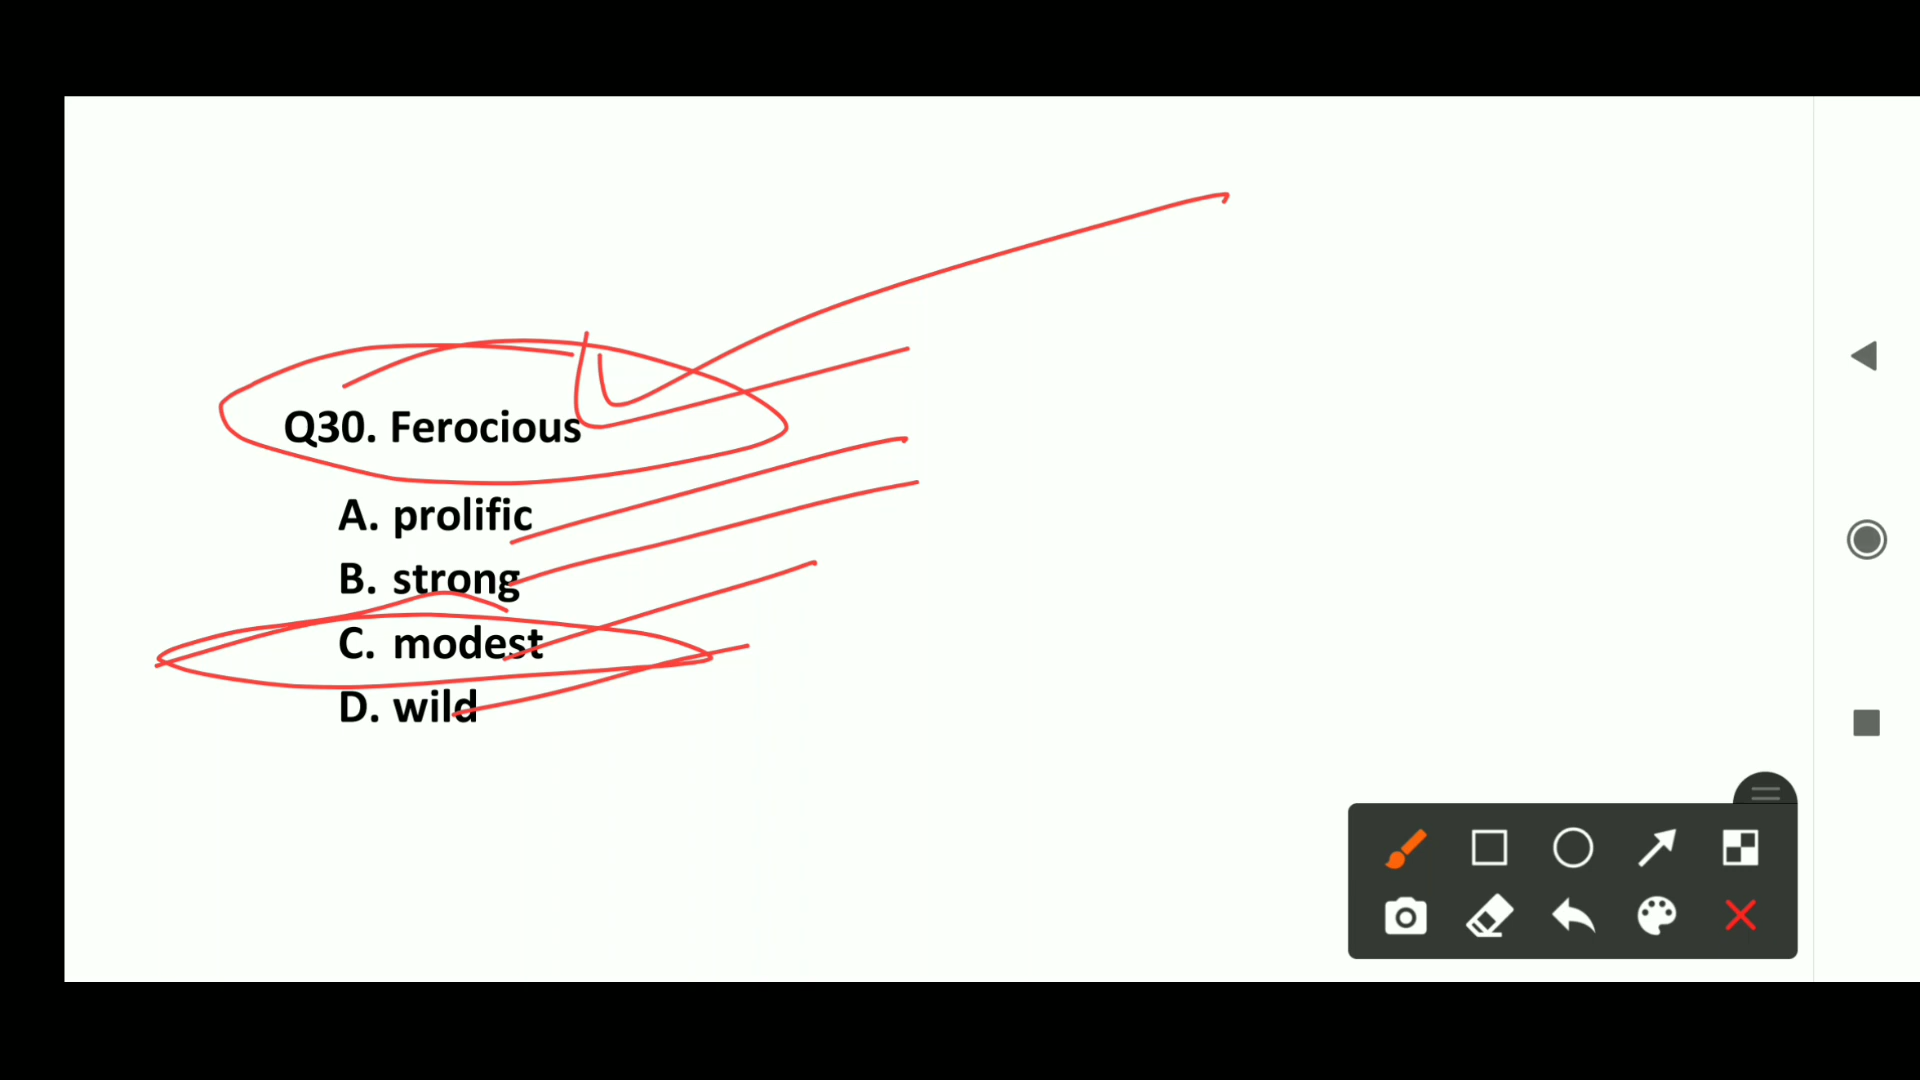 Q30. Ferocious
A. prolific
B. strong
C. modest
D. wild